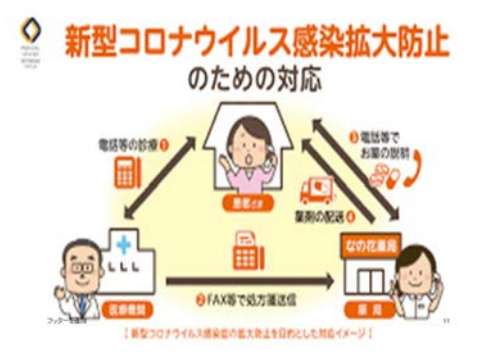 新型コロナウイルス感染拡大防止
のための対応
電話等の診療❶
❸電話等で
お薬の説明
患者さま
薬剤の配送❹
なの花薬局
医療機関
❷FAX等で処方箋送信
薬局
11
【新型コロナウイルス感染症の拡大防止を目的とした対応イメージ】